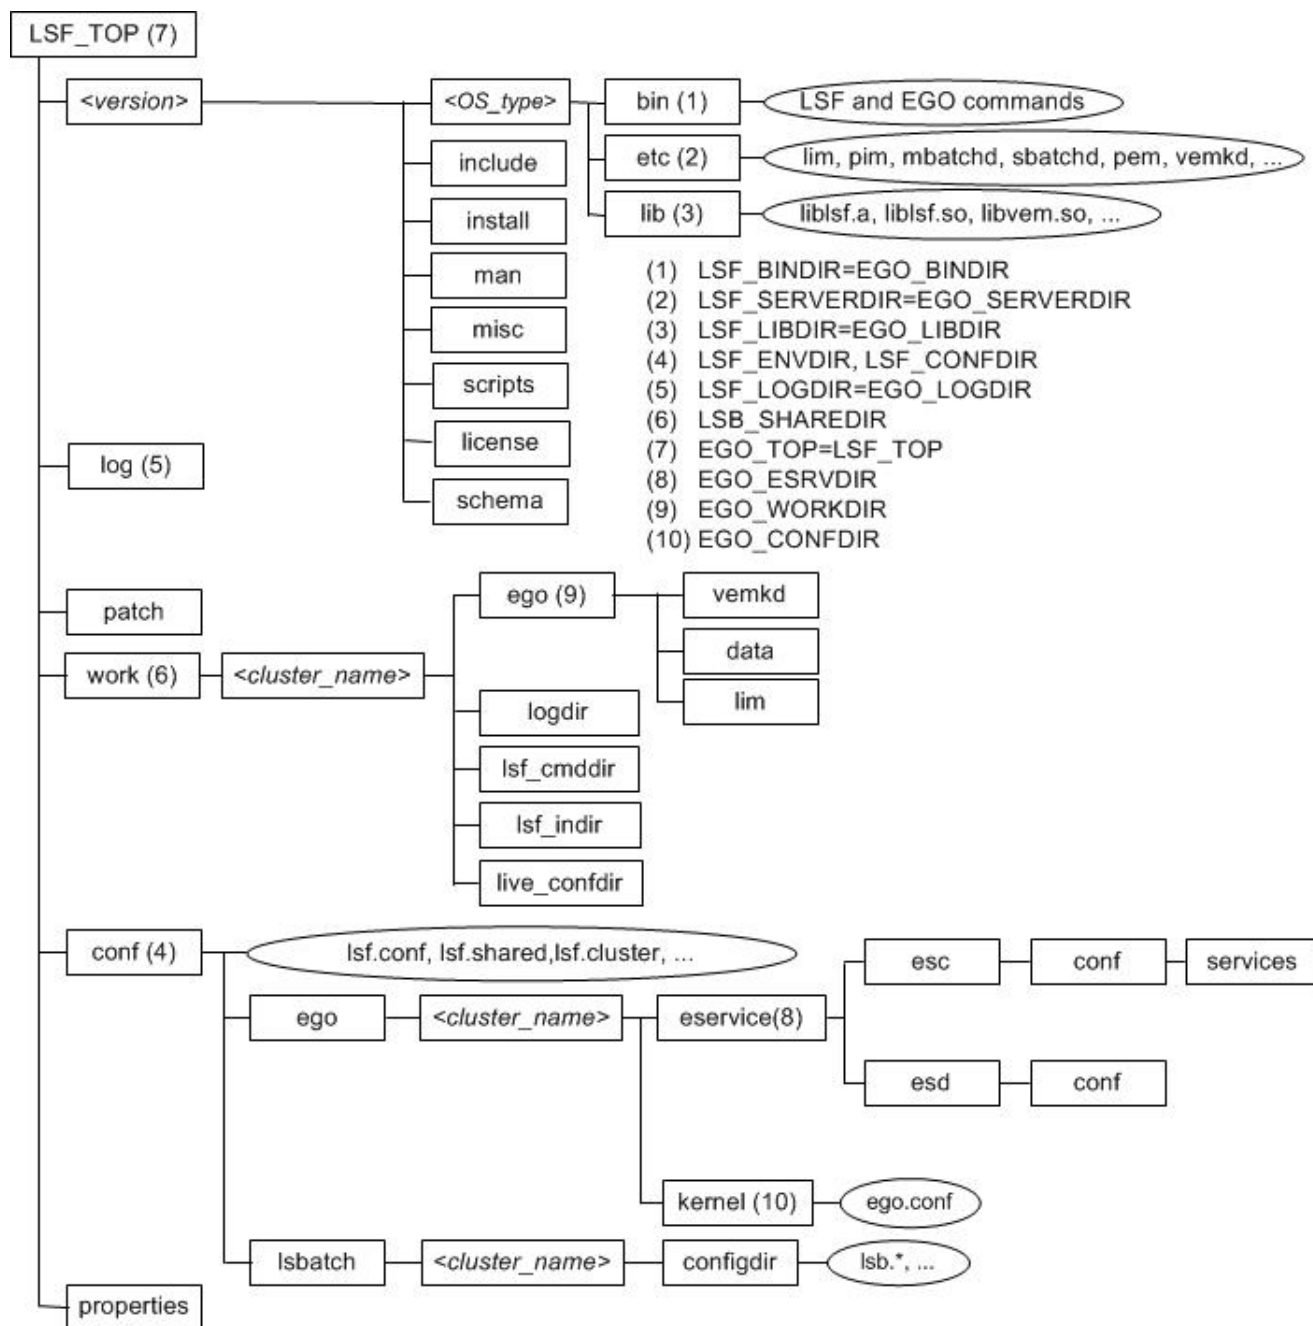 LSF_TOP (7)
<version>
<OS_type>
bin (1)
LSF and EGO commands
include
etc (2)
lim, pim, mbatchd, sbatchd, pem, vemkd, ...
install
lib (3)
liblsf.a, liblsf.so, libvem.so, ...
man
misc
scripts
license
schema
(1) LSF_BINDIR=EGO_BINDIR
(2) LSF_SERVERDIR=EGO_SERVERDIR
(3) LSF_LIBDIR=EGO_LIBDIR
(4) LSF_ENVDIR, LSF_CONFDIR
(5) LSF_LOGDIR=EGO_LOGDIR
(6) LSB_SHAREDIR
(7) EGO_TOP=LSF_TOP
(8) EGO_ESRVDIR
(9) EGO_WORKDIR
(10) EGO_CONFDIR
log (5)
patch
work (6)
<cluster_name>
ego (9)
vemkd
data
lim
logdir
lsf_cmddir
lsf_indir
live_confdir
conf (4)
lsf.conf, lsf.shared,lsf.cluster, ...
ego
<cluster_name>
eservice(8)
esc
conf
services
esd
conf
kernel (10)
ego.conf
lsbatch
<cluster_name>
configdir
lsb.*, ...
properties